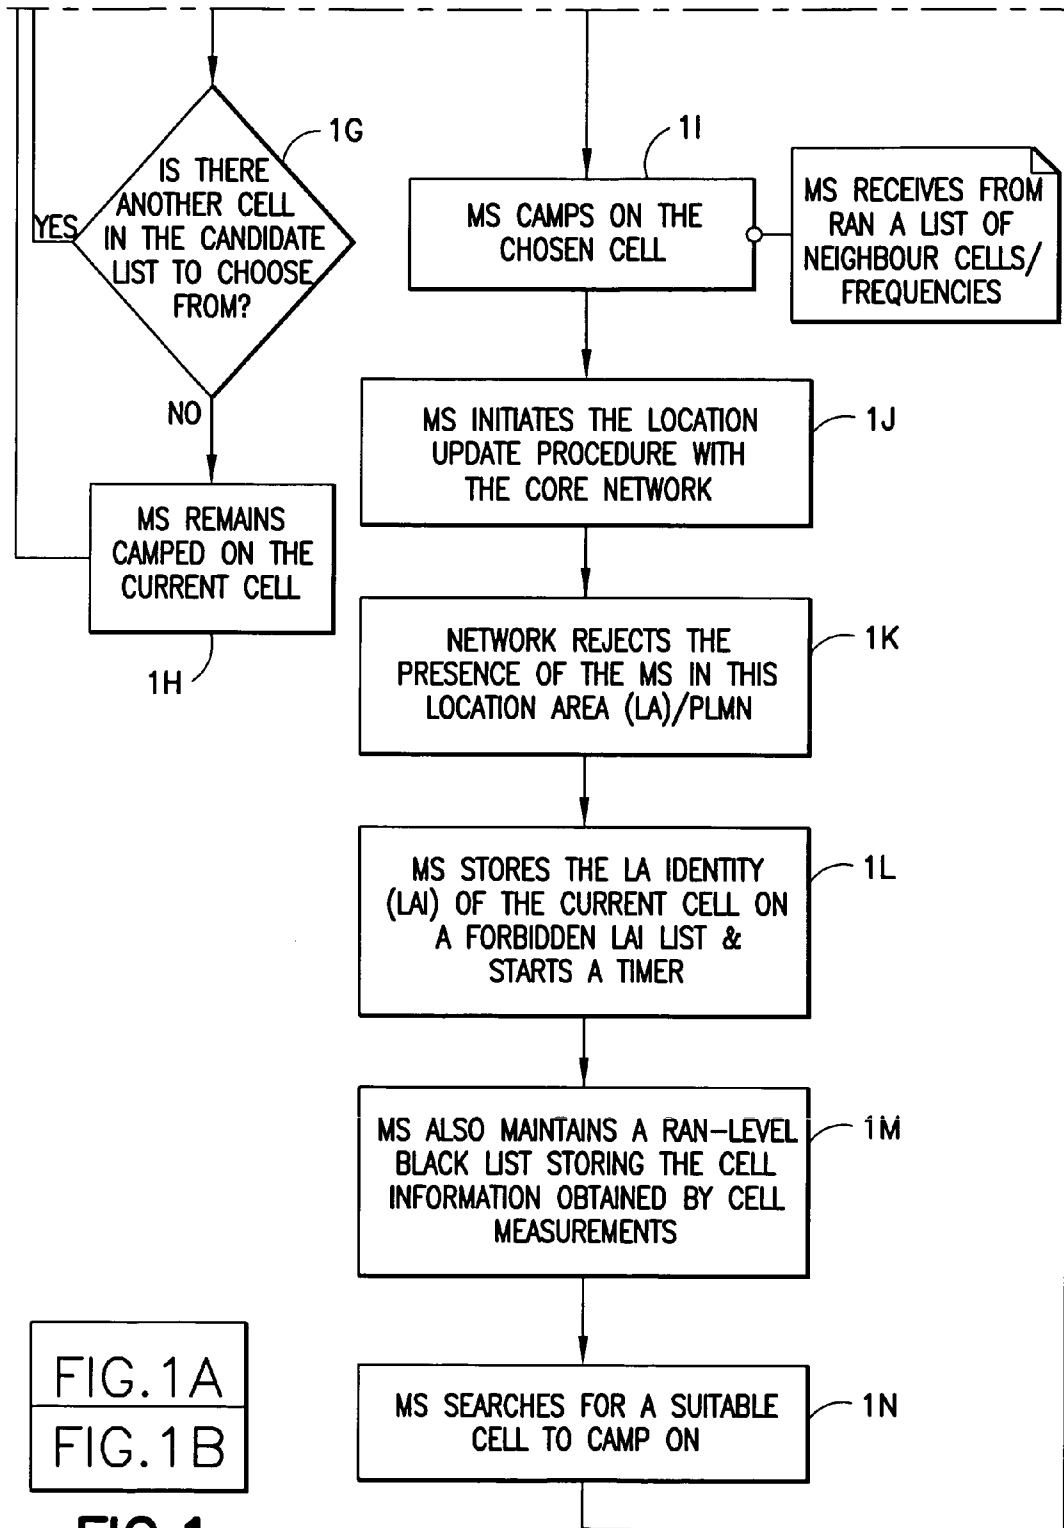 1G
IS THERE
ANOTHER CELL
IN THE CANDIDATE
LIST TO CHOOSE
FROM?
YES
NO
MS REMAINS
CAMPED ON THE
CURRENT CELL
1H
1I
MS CAMPS ON THE
CHOSEN CELL
MS RECEIVES FROM
RAN A LIST OF
NEIGHBOUR CELLS/
FREQUENCIES
MS INITIATES THE LOCATION
UPDATE PROCEDURE WITH
THE CORE NETWORK
1J
NETWORK REJECTS THE
PRESENCE OF THE MS IN THIS
LOCATION AREA (LA)/PLMN
1K
MS STORES THE LA IDENTITY
(LAI) OF THE CURRENT CELL ON
A FORBIDDEN LAI LIST &
STARTS A TIMER
1L
MS ALSO MAINTAINS A RAN-LEVEL
BLACK LIST STORING THE CELL
INFORMATION OBTAINED BY CELL
MEASUREMENTS
1M
MS SEARCHES FOR A SUITABLE
CELL TO CAMP ON
1N
FIG.1A
FIG.1B
FIG.1